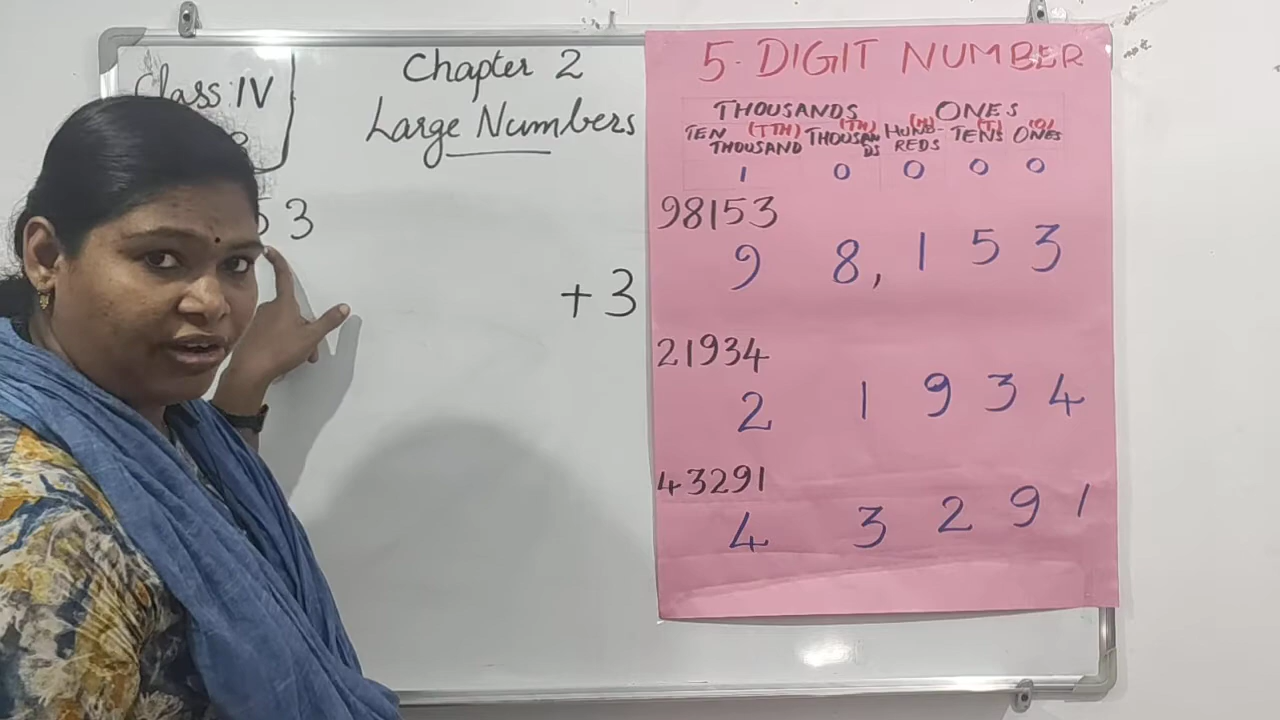 Class: IV
Chapter 2
Large Numbers
53
+ 3
5. DIGIT NUMBER
THOUSANDS ONES
TEN THOUSAND (TTH) THOUSANDS (TH) HUNDREDS (H) TENS (T) ONES (O)
1 0 0 0 0
98153
9 8, 1 5 3
21934
2 1 9 3 4
43291
4 3 2 9 1